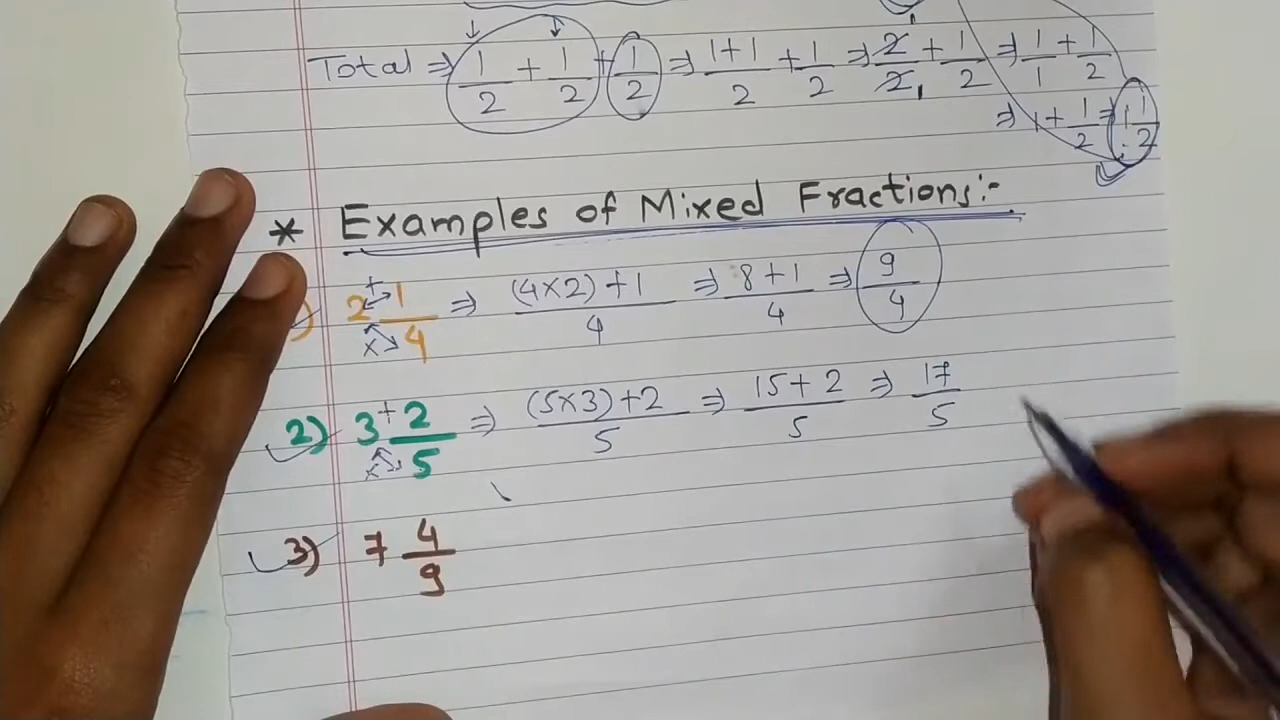 Total ⇒ 1/2 + 1/2 + 1/2 ⇒ 1+1/2 + 1/2 ⇒ 2/2 + 1/2 ⇒ 1/1 + 1/2
⇒ 1 + 1/2 ⇒ 1 1/2
* Examples of Mixed Fractions:-
1) 2 1/4 ⇒ (4×2)+1/4 ⇒ 8+1/4 ⇒ 9/4
2) 3 2/5 ⇒ (5×3)+2/5 ⇒ 15+2/5 ⇒ 17/5
3) 7 4/9